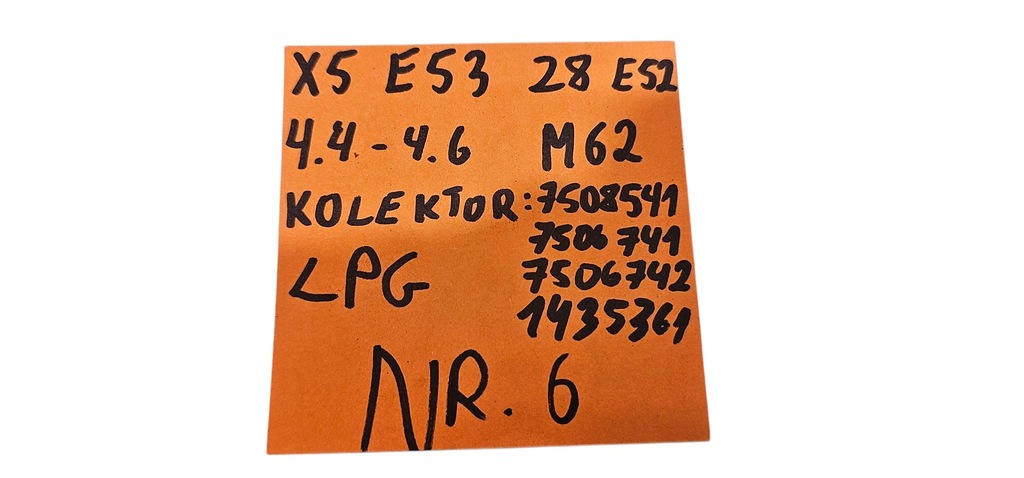 X5 E53 28 E52
4.4 - 4.6 M62
KOLEKTOR: 7508541
7506741
7506742
LPG
1435361
NR. 6